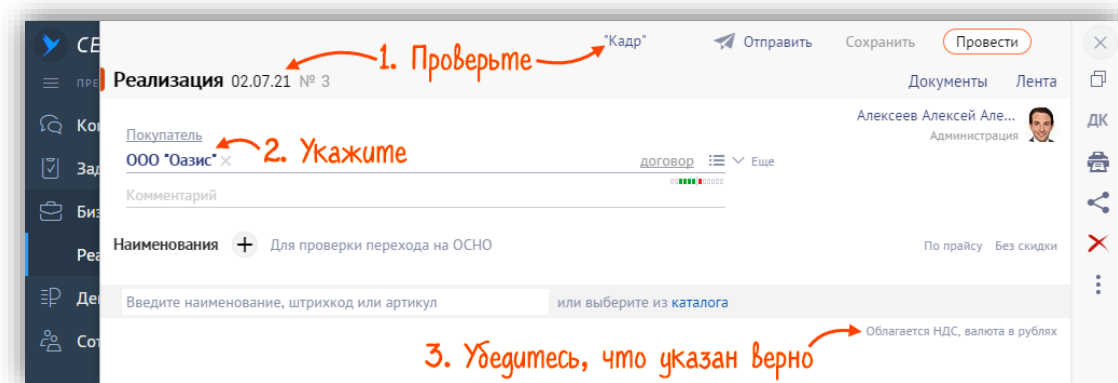 СЕ
"Кадр"
Отправить
Сохранить
Провести
1. Проверьте
ПРЕ
Реализация 02.07.21 № 3
Документы
Лента
Алексеев Алексей Але...
Администрация
ДК
Ко
Покупатель
ООО "Оазис"
2. Укажите
договор
Еще
Зад
Комментарий
Биз
Наименования + Для проверки перехода на ОСНО
По прайсу Без скидки
Реа
Введите наименование, штрихкод или артикул
или выберите из каталога
Де
Облагается НДС, валюта в рублях
Сот
3. Убедитесь, что указан верно